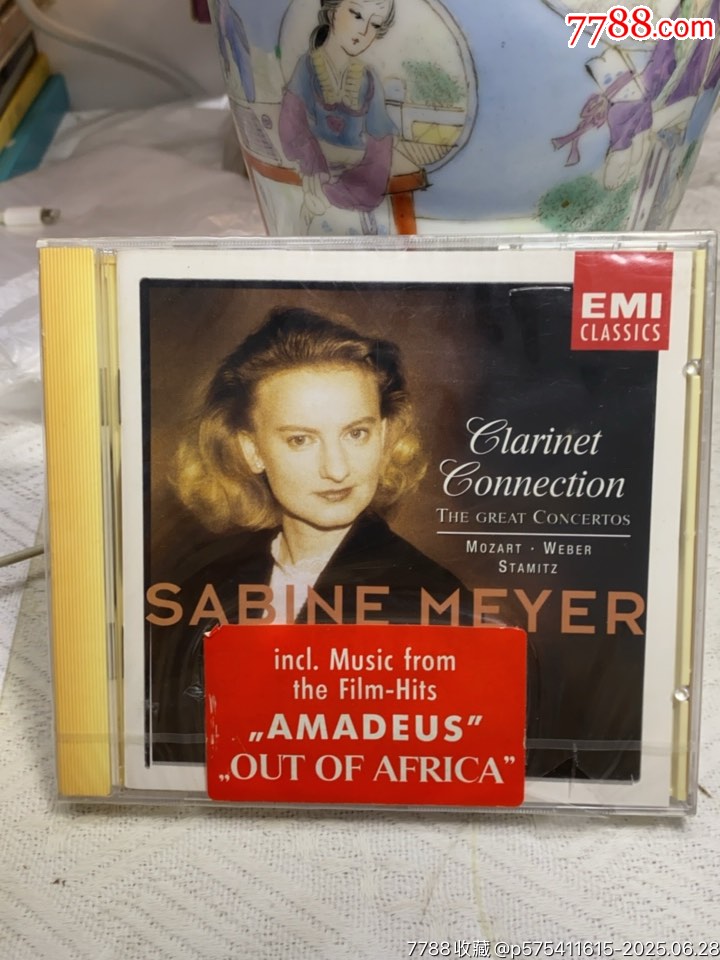 7788.com
EMI
CLASSICS
Clarinet
Connection
THE GREAT CONCERTOS
MOZART · WEBER
STAMITZ
SABINE MEYER
incl. Music from
the Film-Hits
„AMADEUS”
„OUT OF AFRICA”
7788收藏@p575411615-2025.06.28